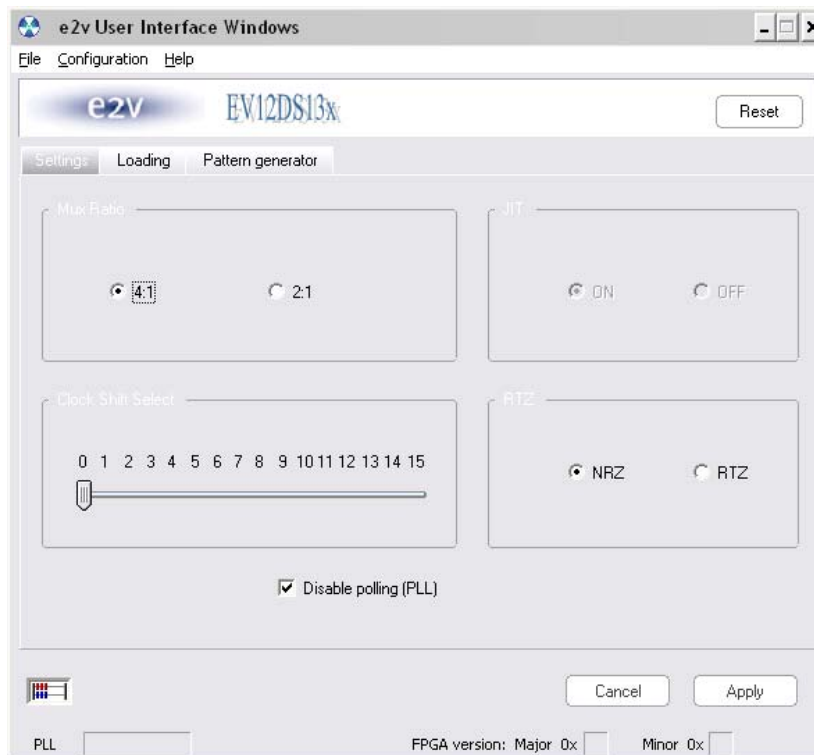 e2v User Interface Windows
File Configuration Help
e2v EV12DS13x Reset
Settings Loading Pattern generator
Mux Ratio
4:1 2:1
JIT
ON OFF
Clock Shift Select
0 1 2 3 4 5 6 7 8 9 10 11 12 13 14 15
RTZ
NRZ RTZ
Disable polling (PLL)
Cancel Apply
PLL FPGA version: Major 0x Minor 0x